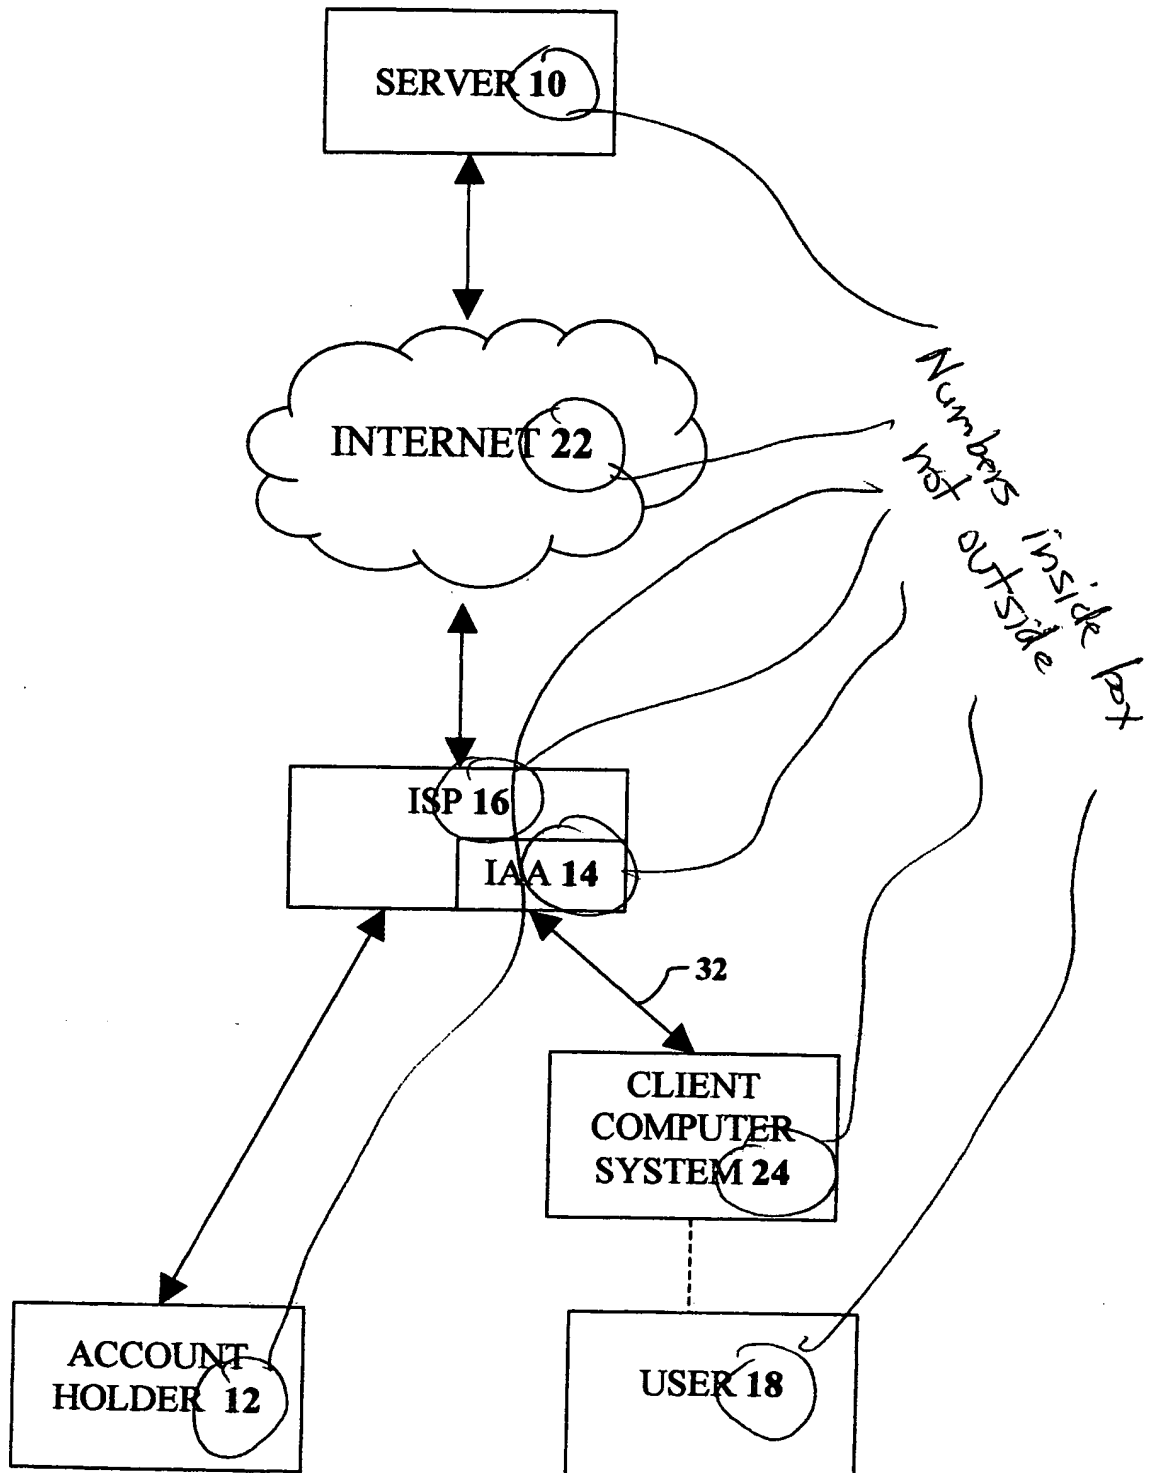 SERVER 10
INTERNET 22
Numbers inside box
not outside
ISP 16
IAA 14
32
CLIENT
COMPUTER
SYSTEM 24
ACCOUNT
HOLDER 12
USER 18